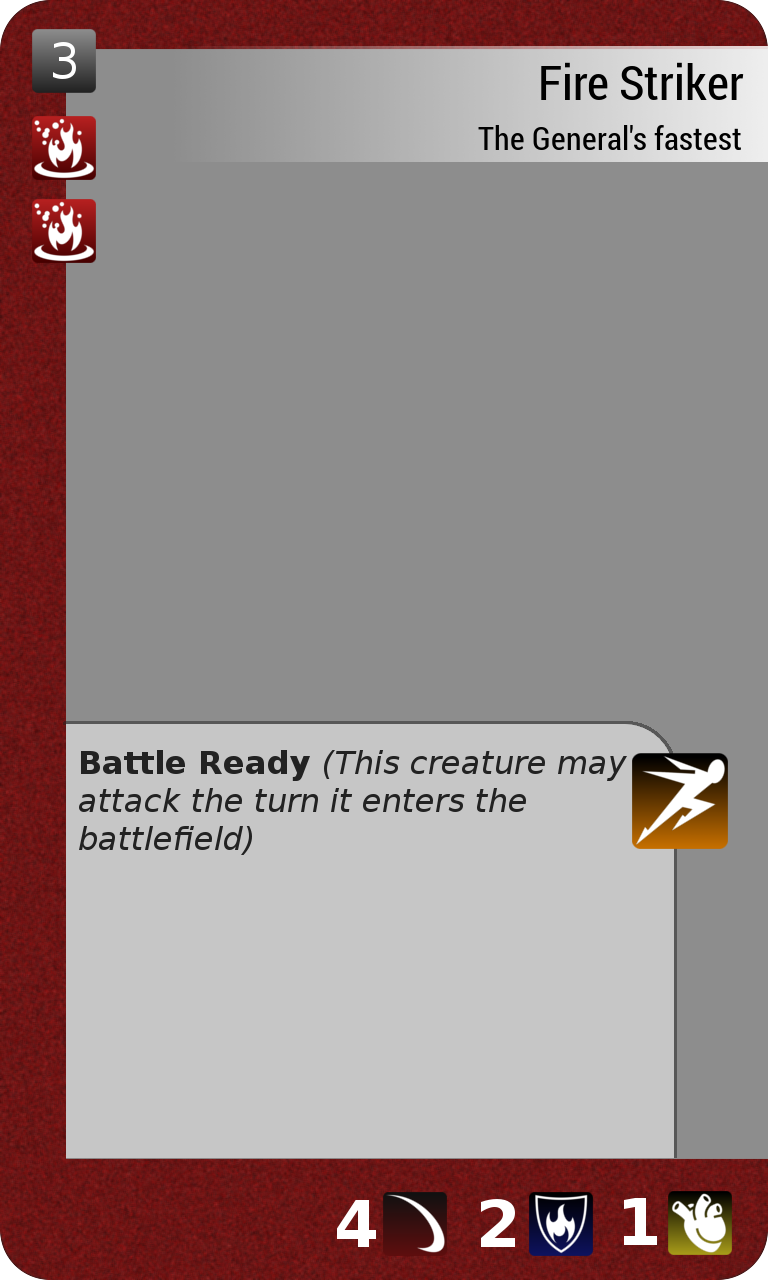 3
Fire Striker
The General's fastest
Battle Ready (This creature may
attack the turn it enters the
battlefield)
4 2 1